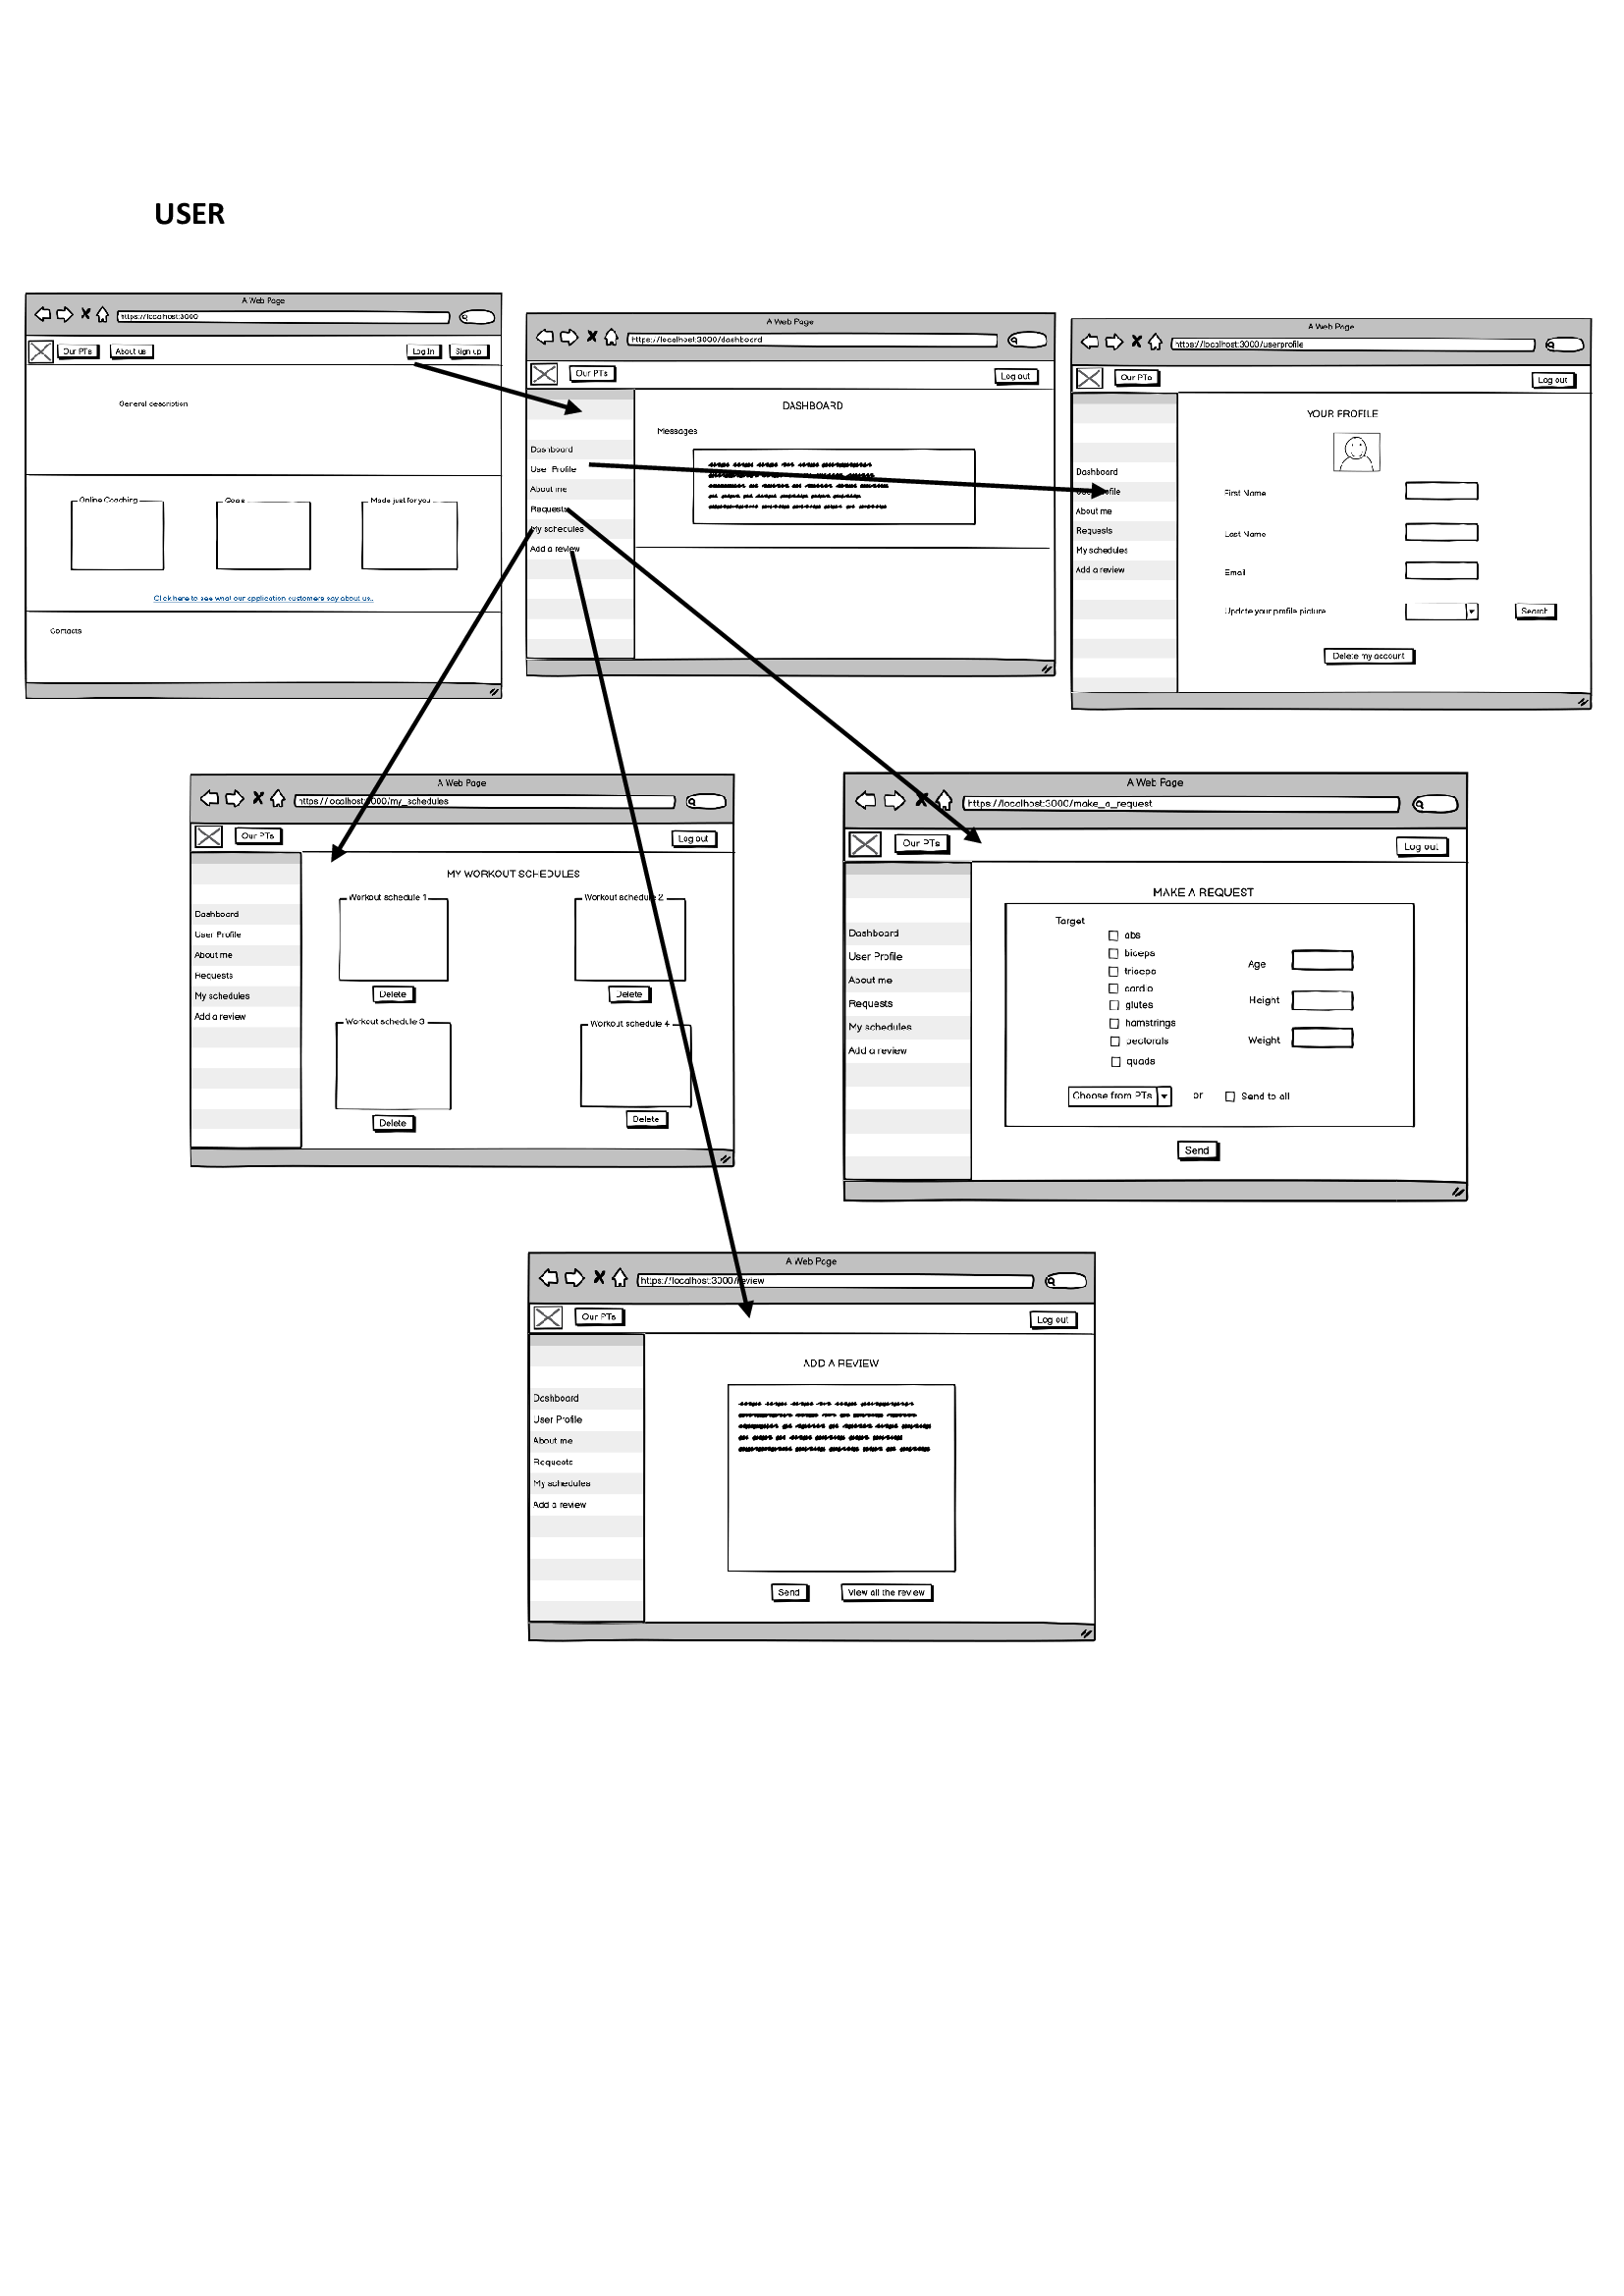 USER
A Web Page
https://localhost:3000
Our PTs About us Log In Sign up
General description
Online Coaching Goas Made just for you
Click here to see what our application customers say about us..
Contacts
A Web Page
https://localhost:3000/dashboard
Our PTs Log out
DASHBOARD
Messages
Dashboard
User Profile
About me
Requests
My schedules
Add a review
A Web Page
https://localhost:3000/userprofile
Our PTs Log out
YOUR PROFILE
Dashboard
User Profile
About me
Requests
My schedules
Add a review
First Name
Last Name
Email
Update your profile picture Search
Delete my account
A Web Page
https://localhost:3000/my_schedules
Our PTs Log out
MY WORKOUT SCHEDULES
Dashboard
User Profile
About me
Requests
My schedules
Add a review
Workout schedule 1 Workout schedule 2
Delete Delete
Workout schedule 3 Workout schedule 4
Delete Delete
A Web Page
https://localhost:3000/make_a_request
Our PTs Log out
MAKE A REQUEST
Dashboard
User Profile
About me
Requests
My schedules
Add a review
Target
abs
biceps
triceps
cardio
glutes
hamstrings
pectorals
quads
Age
Height
Weight
Choose from PTs or Send to all
Send
A Web Page
https://localhost:3000/review
Our PTs Log out
ADD A REVIEW
Dashboard
User Profile
About me
Requests
My schedules
Add a review
Send View all the review